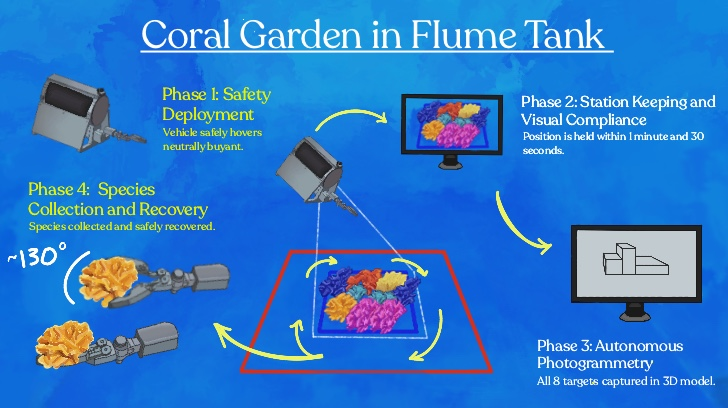 Coral Garden in Flume Tank
Phase 1: Safety
Deployment
Vehicle safely hovers
neutrally buyant.
Phase 2: Station Keeping and
Visual Compliance
Position is held within 1 minute and 30
seconds.
Phase 3: Autonomous
Photogrammetry
All 8 targets captured in 3D model.
Phase 4: Species
Collection and Recovery
Species collected and safely recovered.
~130°